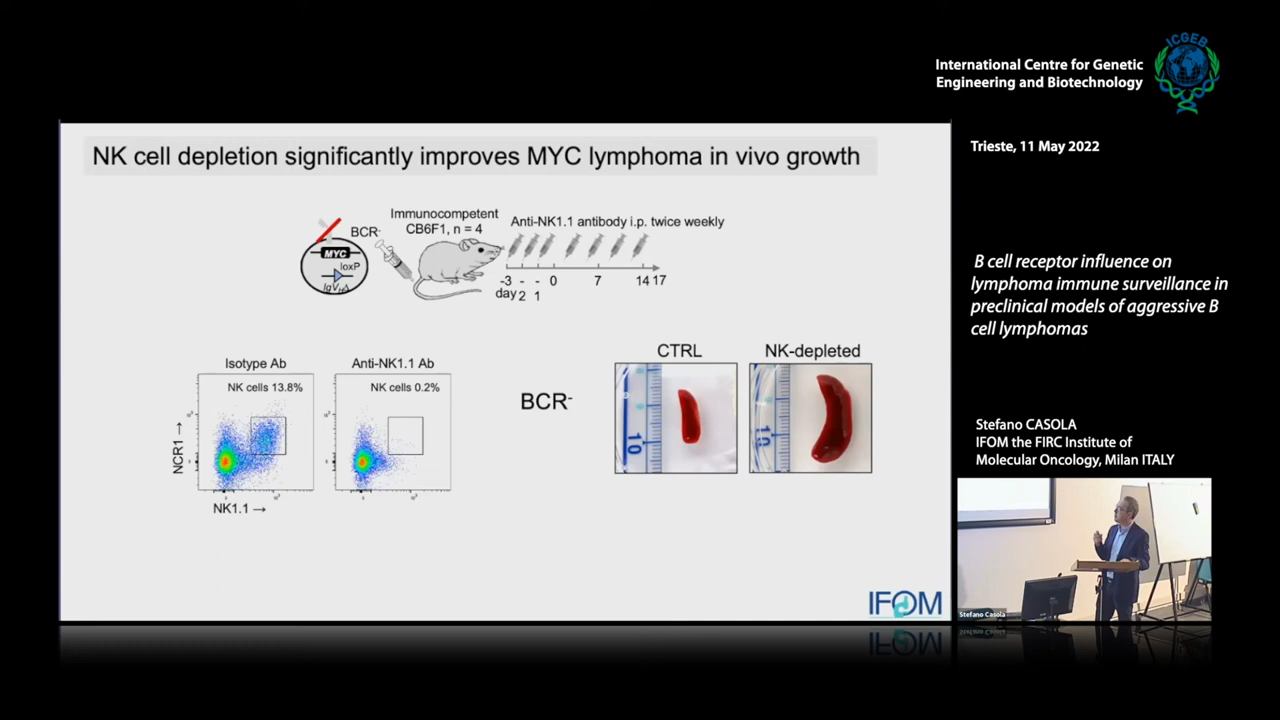 International Centre for Genetic
Engineering and Biotechnology
ICGEB
Trieste, 11 May 2022
NK cell depletion significantly improves MYC lymphoma in vivo growth
BCR-
MYC
loxP
IgVHΔ
Immunocompetent
CB6F1, n = 4
Anti-NK1.1 antibody i.p. twice weekly
-3 - - 0 7 14 17
day 2 1
Isotype Ab
NK cells 13.8%
Anti-NK1.1 Ab
NK cells 0.2%
NCR1 →
NK1.1 →
BCR-
CTRL
NK-depleted
10
10
IFOM
B cell receptor influence on
lymphoma immune surveillance in
preclinical models of aggressive B
cell lymphomas
Stefano CASOLA
IFOM the FIRC Institute of
Molecular Oncology, Milan ITALY
Stefano Casola